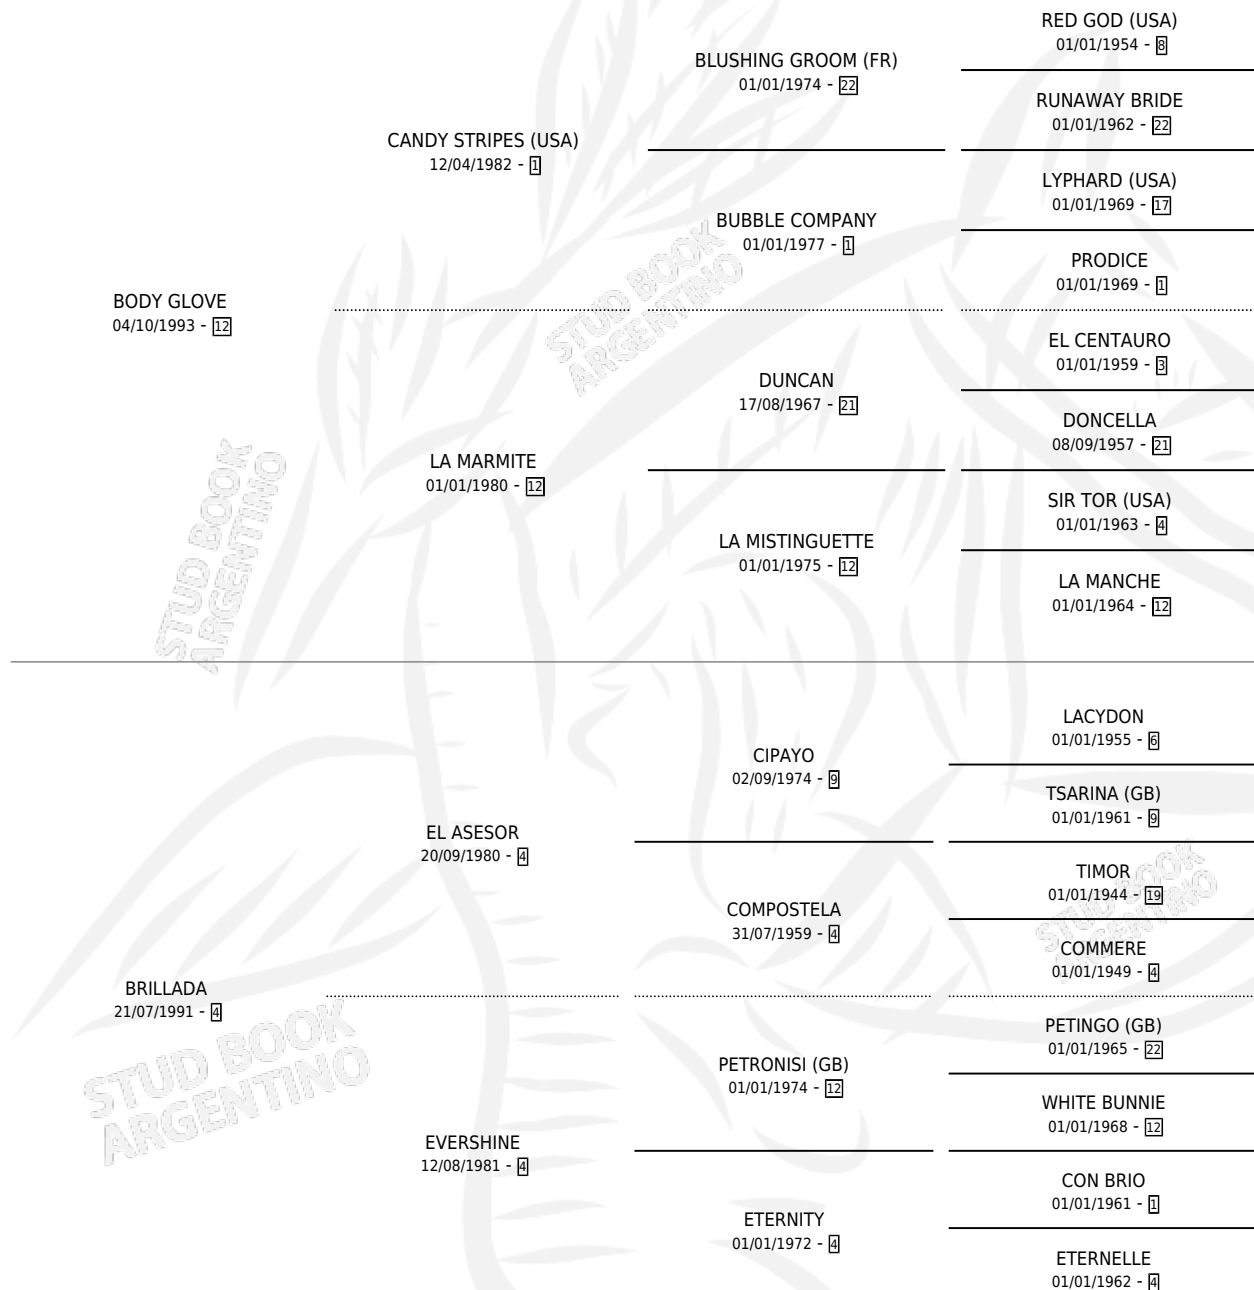 RED GOD (USA)
01/01/1954 - 8
BLUSHING GROOM (FR)
01/01/1974 - 22
RUNAWAY BRIDE
01/01/1962 - 22
CANDY STRIPES (USA)
12/04/1982 - 1
LYPHARD (USA)
01/01/1969 - 17
BUBBLE COMPANY
01/01/1977 - 1
PRODICE
01/01/1969 - 1
BODY GLOVE
04/10/1993 - 12
STUD BOOK
ARGENTINO
EL CENTAURO
01/01/1959 - 3
DUNCAN
17/08/1967 - 21
DONCELLA
08/09/1957 - 21
LA MARMITE
01/01/1980 - 12
SIR TOR (USA)
01/01/1963 - 4
LA MISTINGUETTE
01/01/1975 - 12
LA MANCHE
01/01/1964 - 12
STUD BOOK
ARGENTINO
LACYDON
01/01/1955 - 6
CIPAYO
02/09/1974 - 9
TSARINA (GB)
01/01/1961 - 9
EL ASESOR
20/09/1980 - 4
TIMOR
01/01/1944 - 19
COMPOSTELA
31/07/1959 - 4
STUD BOOK
ARGENTINO
COMMERE
01/01/1949 - 4
BRILLADA
21/07/1991 - 4
PETINGO (GB)
01/01/1965 - 22
PETRONISI (GB)
01/01/1974 - 12
STUD BOOK
ARGENTINO
WHITE BUNNIE
01/01/1968 - 12
EVERSHINE
12/08/1981 - 4
CON BRIO
01/01/1961 - 1
ETERNITY
01/01/1972 - 4
ETERNELLE
01/01/1962 - 4